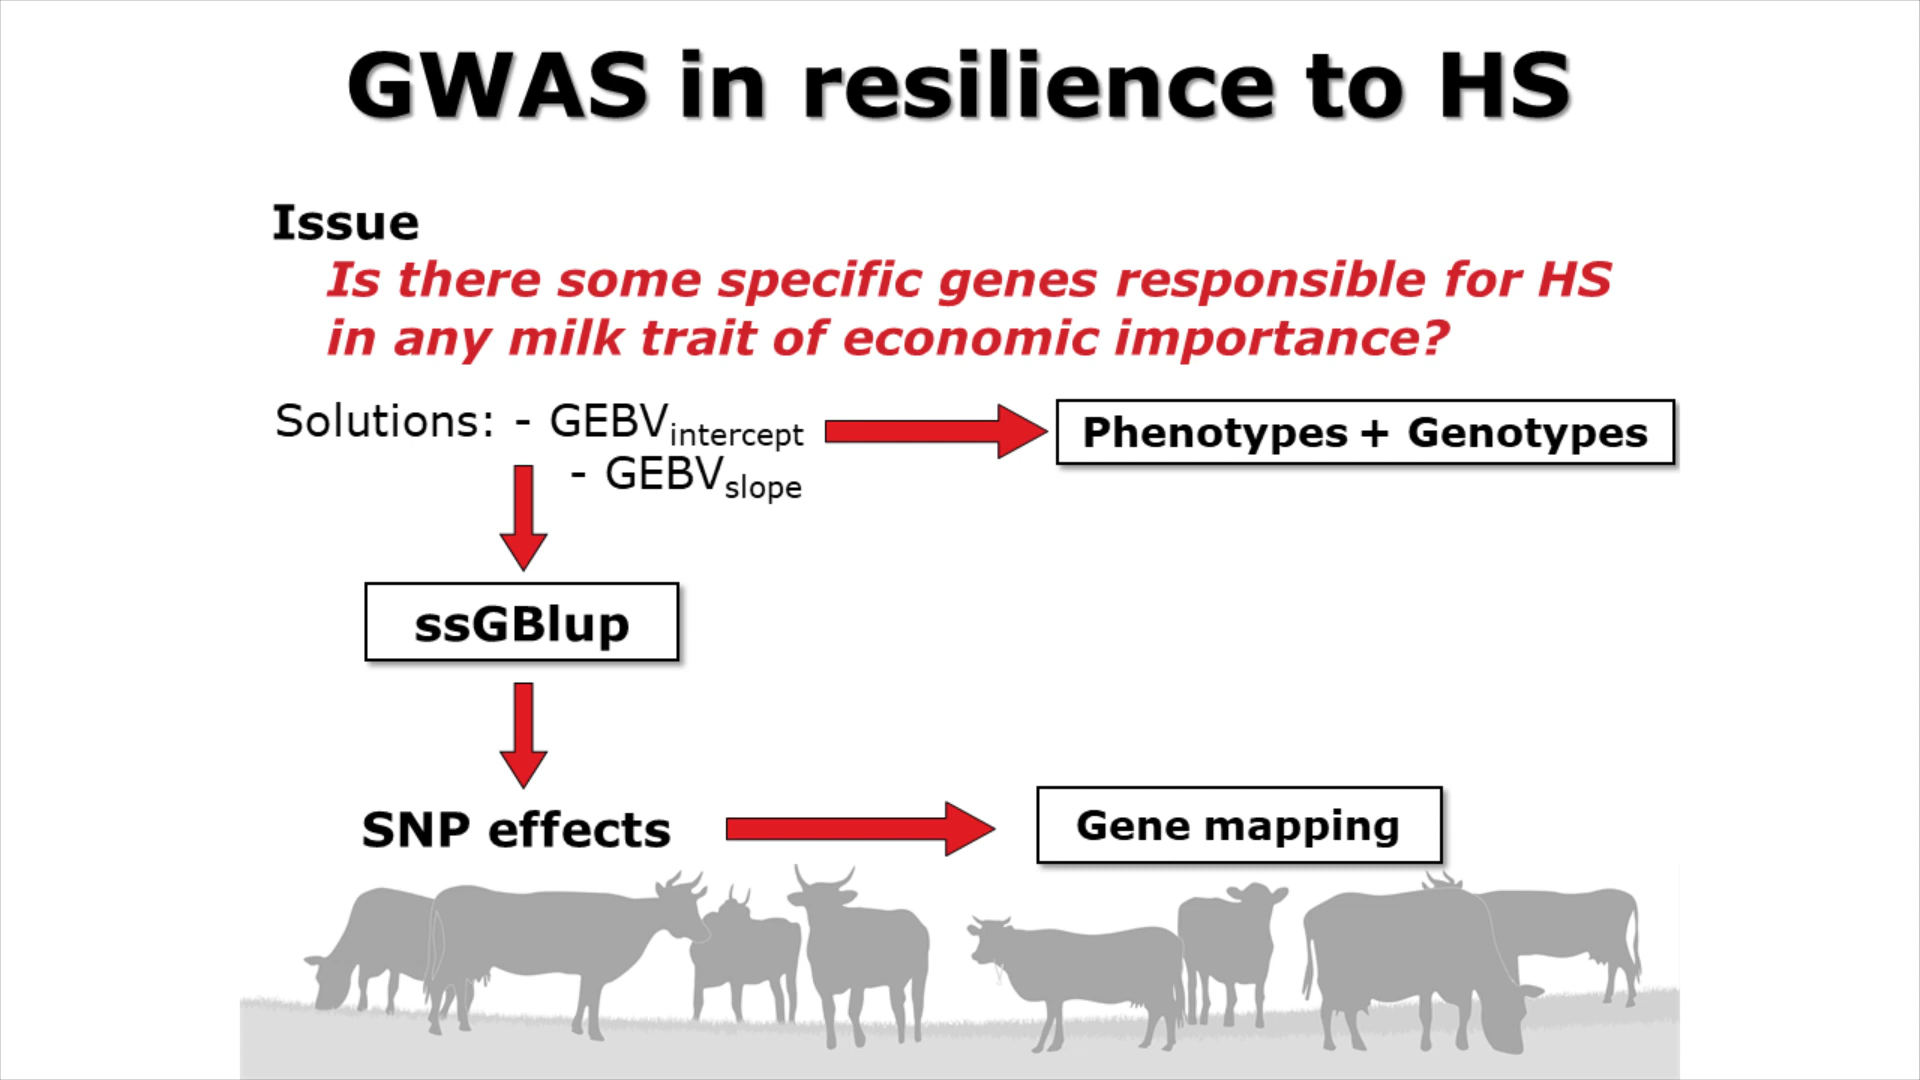 GWAS in resilience to HS
Issue
Is there some specific genes responsible for HS
in any milk trait of economic importance?
Solutions: - GEBVintercept
- GEBVslope
Phenotypes + Genotypes
ssGBlup
SNP effects
Gene mapping